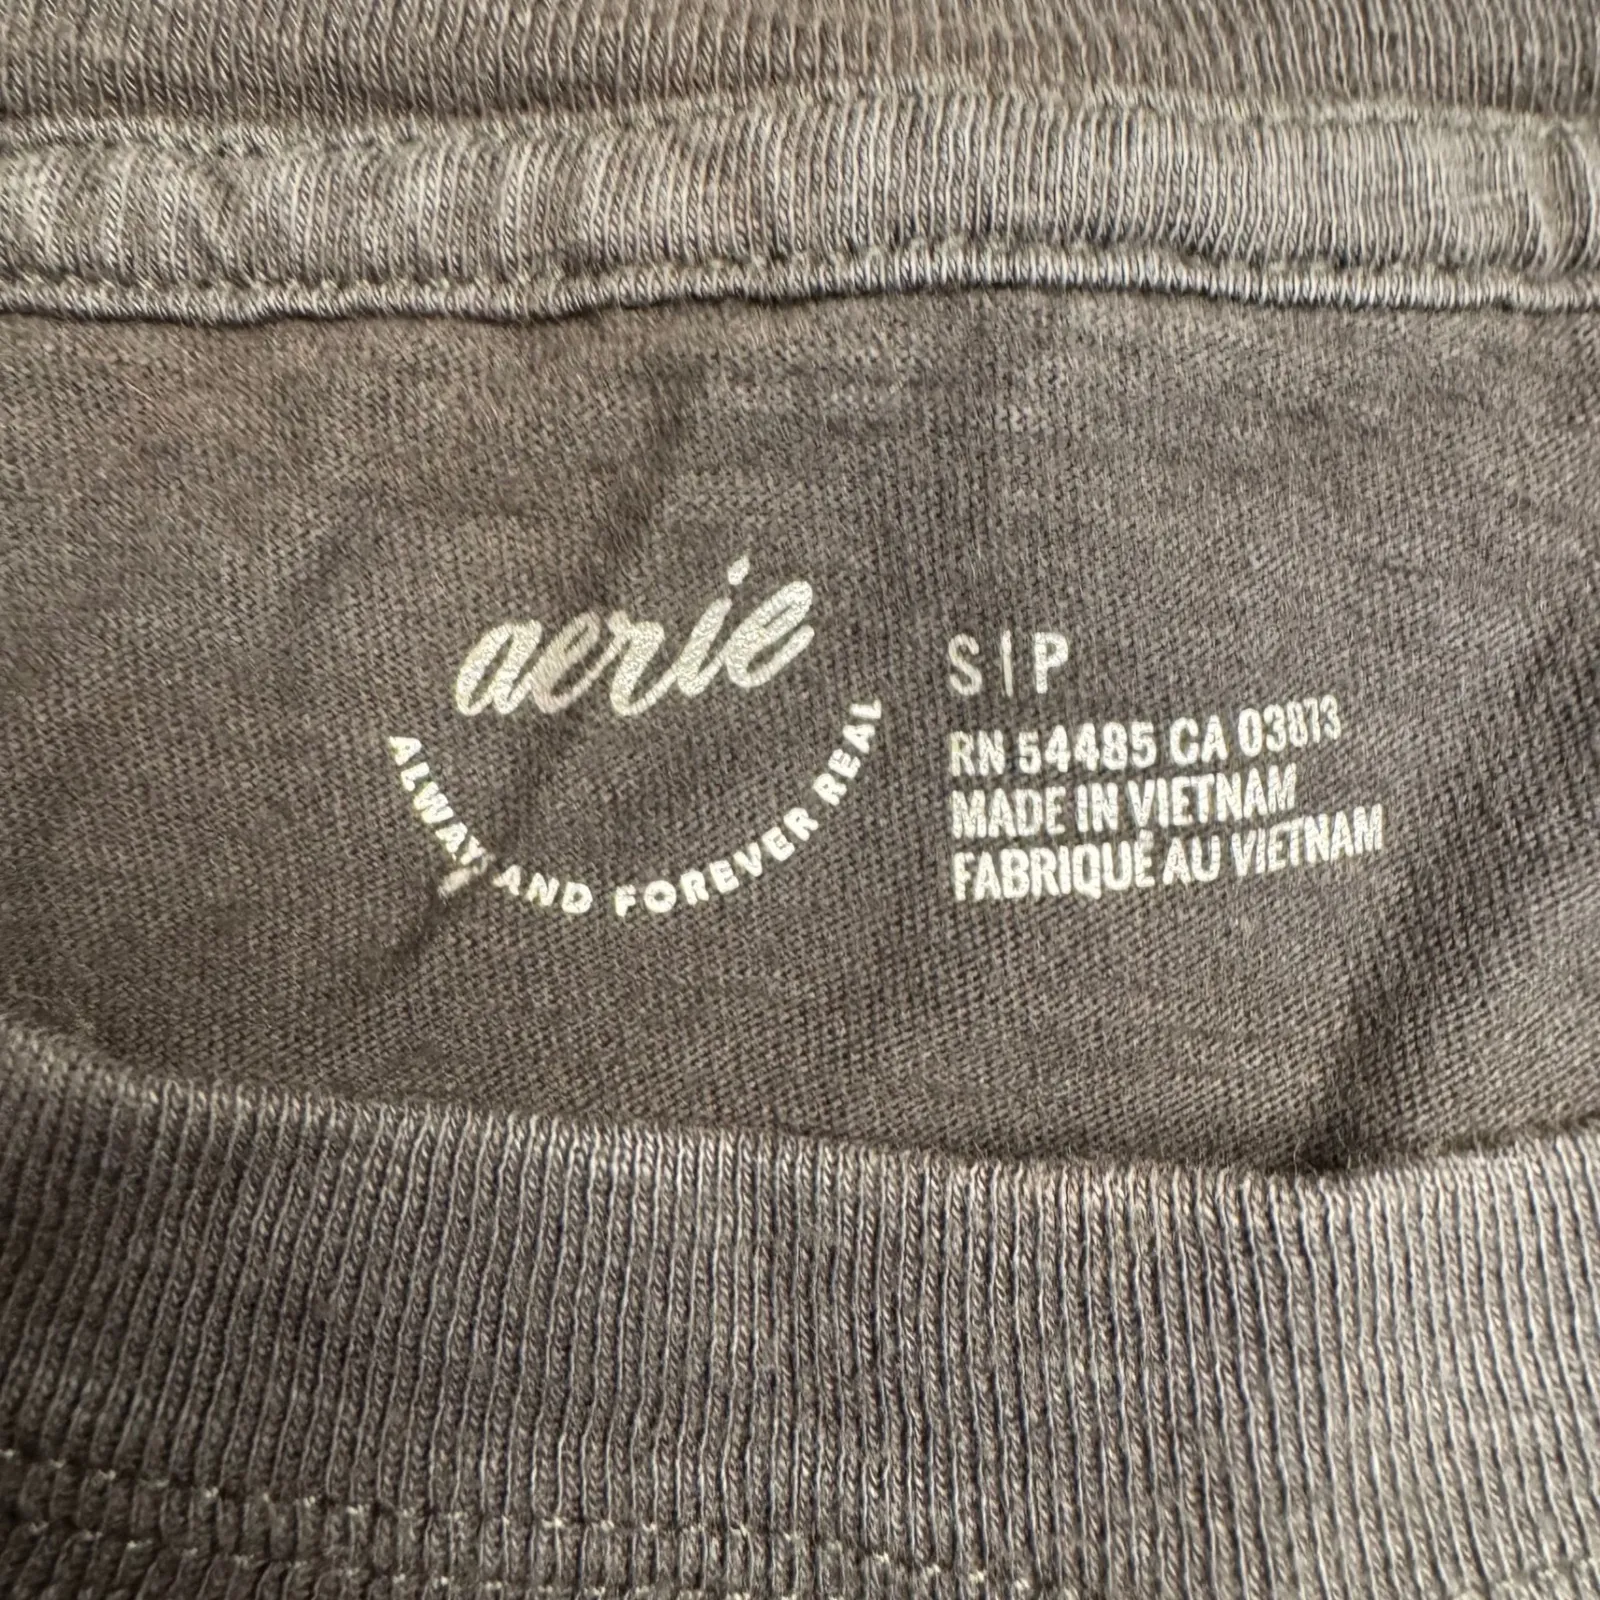 aerie
ALWAYS AND FOREVER REAL
S|P
RN 54485 CA 03873
MADE IN VIETNAM
FABRIQUÉ AU VIETNAM